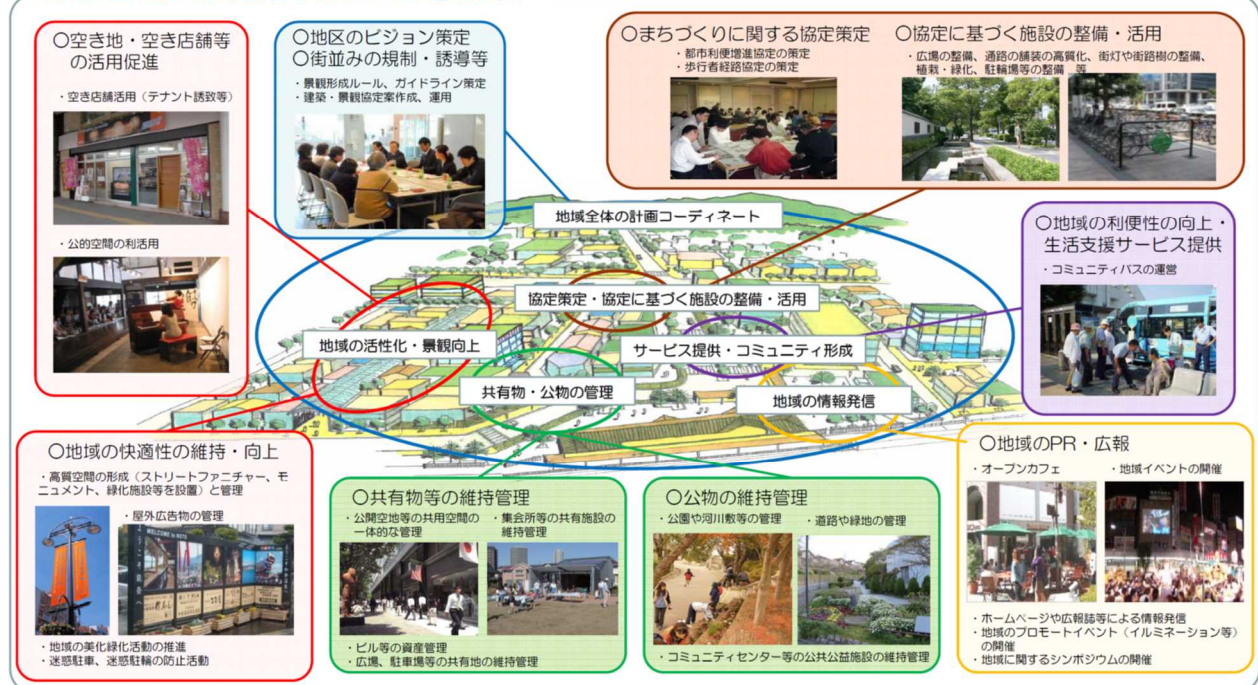 〇空き地・空き店舗等
の活用促進
・空き店舗活用（テナント誘致等）
・公的空間の利活用
〇地区のビジョン策定
〇街並みの規制・誘導等
・景観形成ルール、ガイドライン策定
・建築・景観協定案作成、運用
〇まちづくりに関する協定策定
・都市利便増進協定の策定
・歩行者経路協定の策定
〇協定に基づく施設の整備・活用
・広場の整備、通路の舗装の高質化、街灯や街路樹の整備、
植栽・緑化、駐輪場等の整備　等
地域全体の計画コーディネート
協定策定・協定に基づく施設の整備・活用
地域の活性化・景観向上
サービス提供・コミュニティ形成
共有物・公物の管理
地域の情報発信
〇地域の利便性の向上・
生活支援サービス提供
・コミュニティバスの運営
〇地域の快適性の維持・向上
・高質空間の形成（ストリートファニチャー、モ
ニュメント、緑化施設等を設置）と管理
・屋外広告物の管理
WELCOME to NOTO
・地域の美化緑化活動の推進
・迷惑駐車、迷惑駐輪の防止活動
〇共有物等の維持管理
・公開空地等の共用空間の
一体的な管理
・集会所等の共有施設の
維持管理
・ビル等の資産管理
・広場、駐車場等の共有地の維持管理
〇公物の維持管理
・公園や河川敷等の管理
・道路や緑地の管理
・コミュニティセンター等の公共公益施設の維持管理
〇地域のPR・広報
・オープンカフェ
・地域イベントの開催
・ホームページや広報誌等による情報発信
・地域のプロモートイベント（イルミネーション等）
の開催
・地域に関するシンポジウムの開催